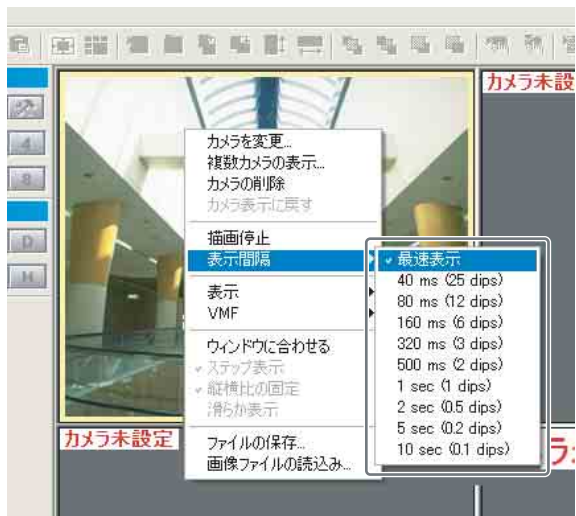 4
8
D
H
カメラ未設
カメラを変更...
複数カメラの表示...
カメラの削除
カメラ表示に戻す
描画停止
表示間隔
表示
VMF
ウィンドウに合わせる
ステップ表示
縦横比の固定
滑らか表示
ファイルの保存...
画像ファイルの読込み...
最速表示
40 ms (25 dips)
80 ms (12 dips)
160 ms (6 dips)
320 ms (3 dips)
500 ms (2 dips)
1 sec (1 dips)
2 sec (0.5 dips)
5 sec (0.2 dips)
10 sec (0.1 dips)
カメラ未設定